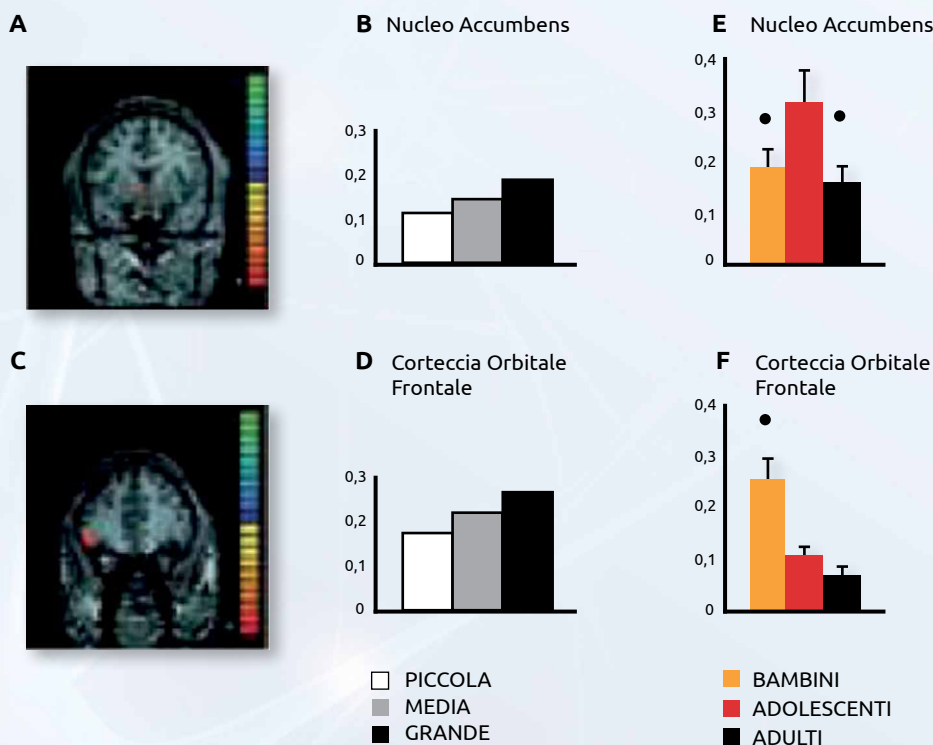 A
B Nucleo Accumbens
0,3
0,2
0,1
0
E Nucleo Accumbens
0,4
0,3
0,2
0,1
0
C
D Corteccia Orbitale
Frontale
0,3
0,2
0,1
0
PICCOLA
MEDIA
GRANDE
F Corteccia Orbitale
Frontale
0,4
0,3
0,2
0,1
0
BAMBINI
ADOLESCENTI
ADULTI